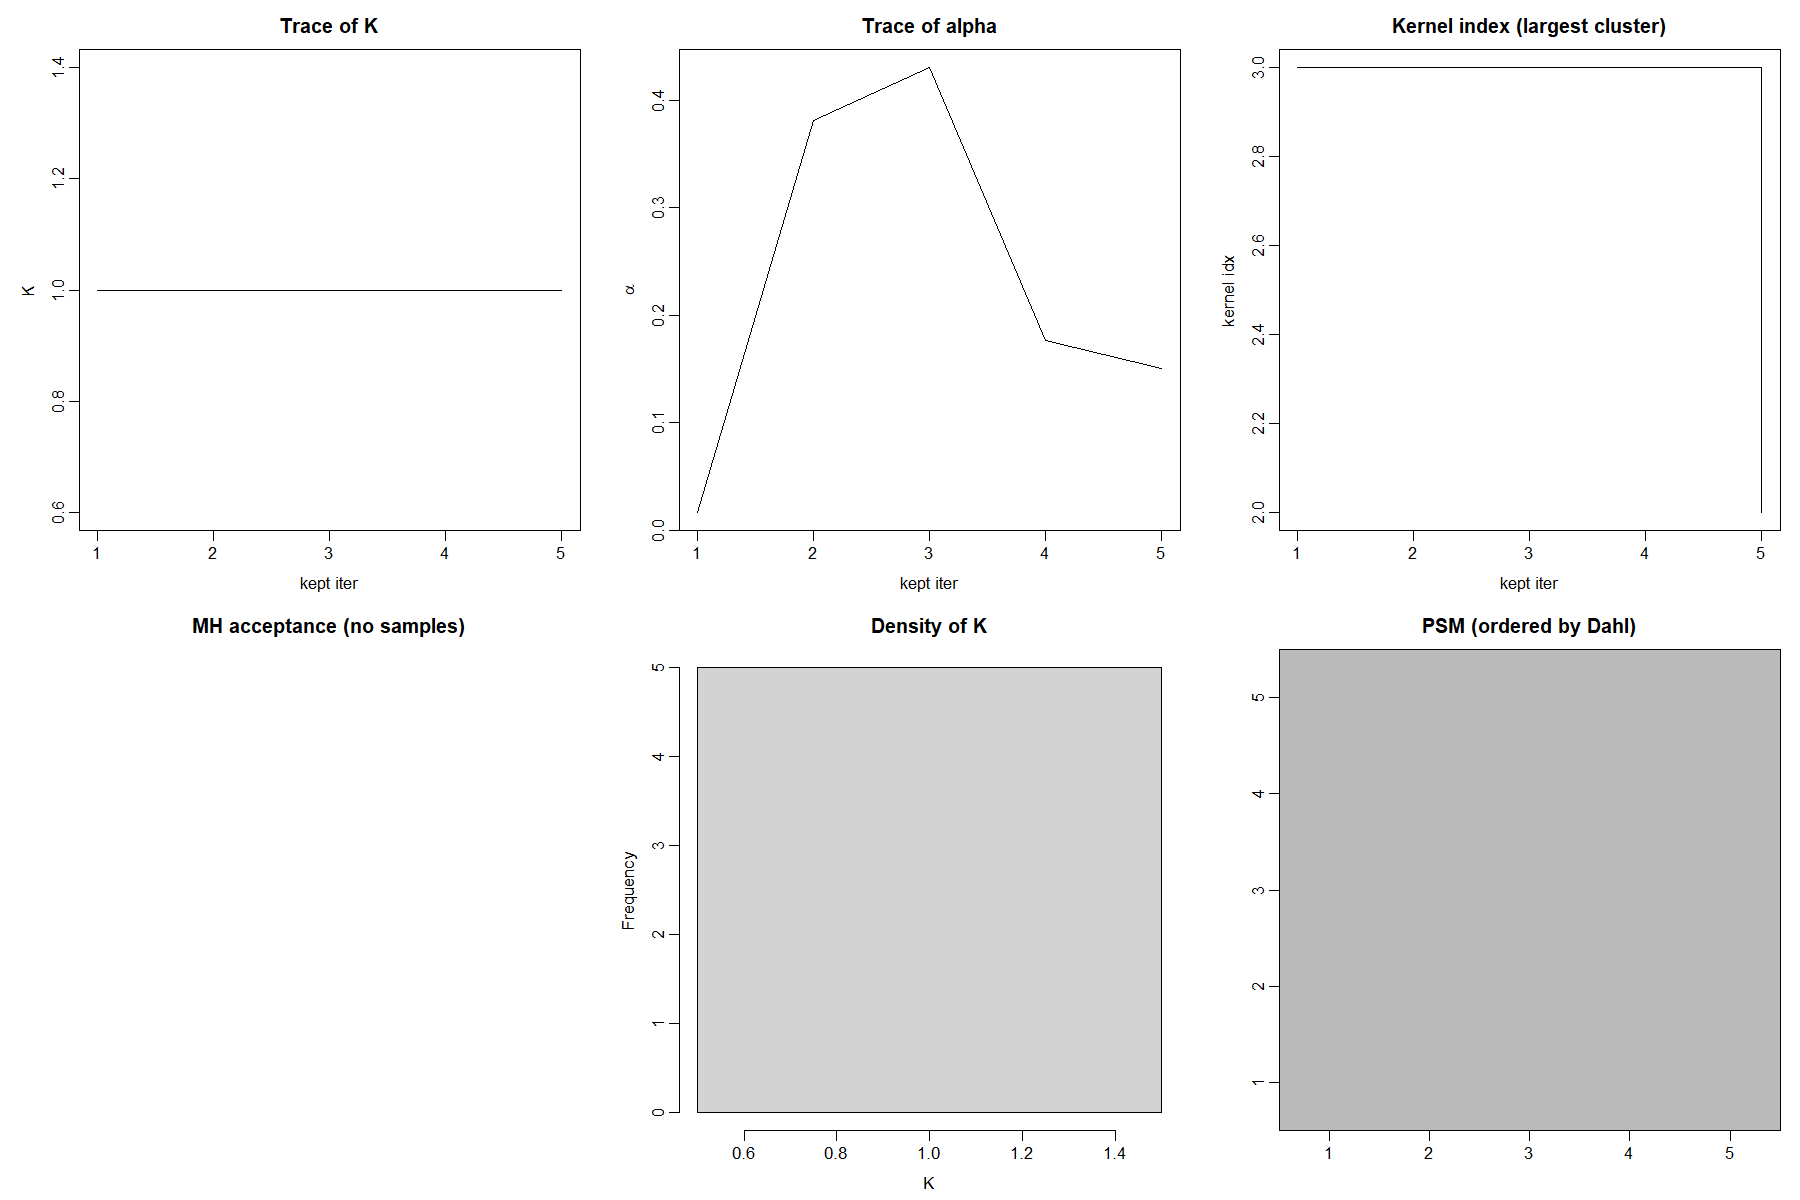 Trace of K
1.4
1.2
1.0
0.8
0.6
K
1 2 3 4 5
kept iter
Trace of alpha
0.4
0.3
0.2
0.1
0.0
α
1 2 3 4 5
kept iter
Kernel index (largest cluster)
3.0
2.8
2.6
2.4
2.2
2.0
kernel idx
1 2 3 4 5
kept iter
MH acceptance (no samples)
Density of K
5
4
3
2
1
0
Frequency
0.6 0.8 1.0 1.2 1.4
K
PSM (ordered by Dahl)
5
4
3
2
1
1 2 3 4 5